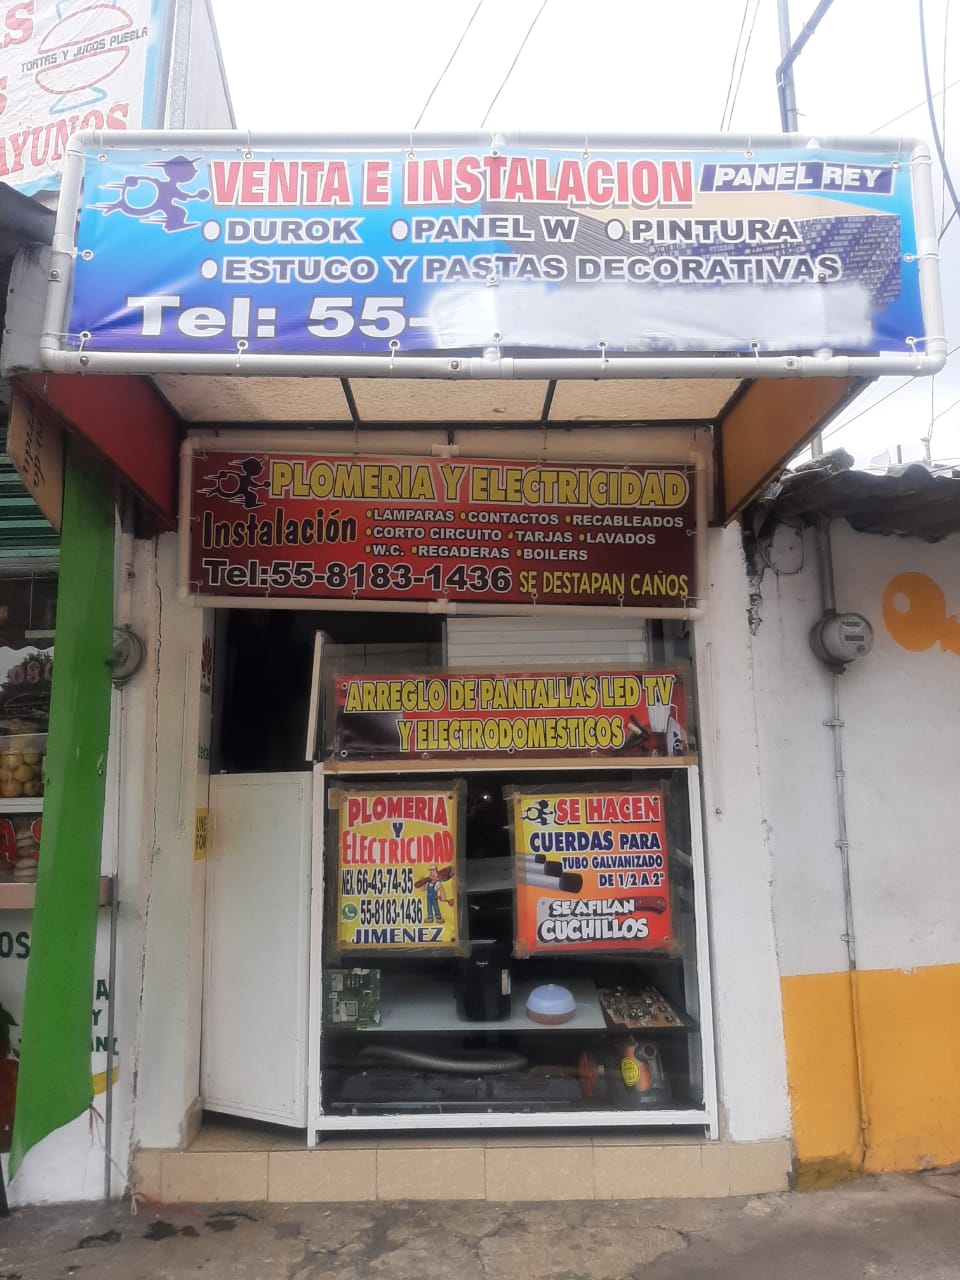 TORTAS Y JUGOS PUEBLA
VENTA E INSTALACION PANEL REY
DUROK PANEL W PINTURA
ESTUCO Y PASTAS DECORATIVAS
Tel: 55-
PLOMERIA Y ELECTRICIDAD
Instalación
•LAMPARAS •CONTACTOS •RECABLEADOS
•CORTO CIRCUITO •TARJAS •LAVADOS
•W.C. •REGADERAS •BOILERS
Tel:55-8183-1436 SE DESTAPAN CAÑOS
ARREGLO DE PANTALLAS LED TV
Y ELECTRODOMESTICOS
PLOMERIA
Y
ELECTRICIDAD
NEX. 66-43-74-35
55-8183-1436
JIMENEZ
SE HACEN
CUERDAS PARA
TUBO GALVANIZADO
DE 1/2 A 2"
SE AFILAN
CUCHILLOS